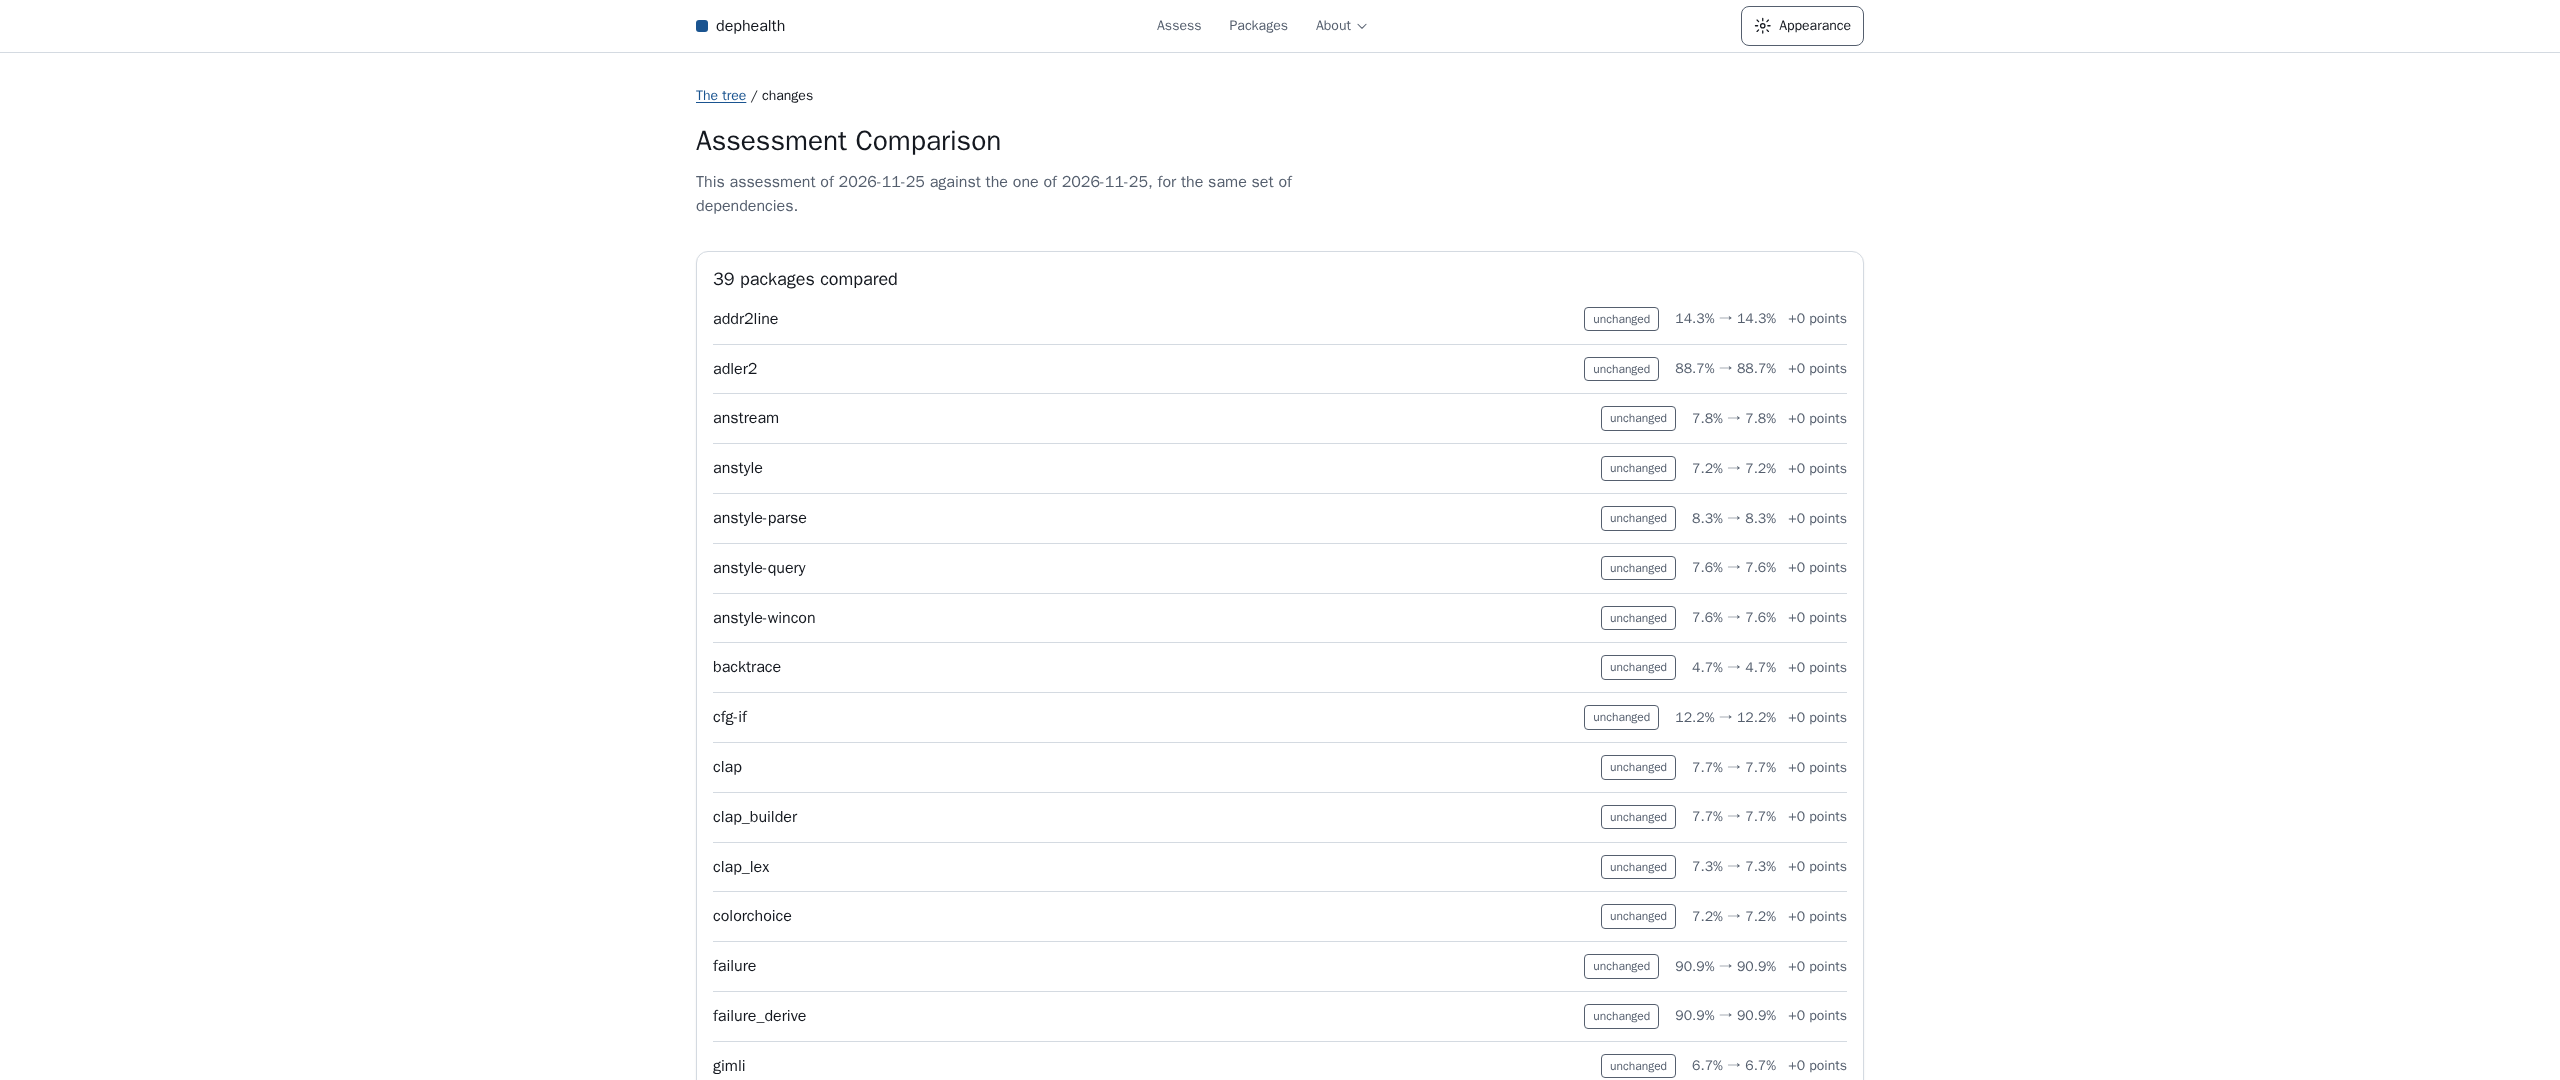 dephealth
Assess
Packages
About
Appearance
The tree / changes
Assessment Comparison
This assessment of 2026-11-25 against the one of 2026-11-25, for the same set of
dependencies.
39 packages compared
addr2line unchanged 14.3% → 14.3% +0 points
adler2 unchanged 88.7% → 88.7% +0 points
anstream unchanged 7.8% → 7.8% +0 points
anstyle unchanged 7.2% → 7.2% +0 points
anstyle-parse unchanged 8.3% → 8.3% +0 points
anstyle-query unchanged 7.6% → 7.6% +0 points
anstyle-wincon unchanged 7.6% → 7.6% +0 points
backtrace unchanged 4.7% → 4.7% +0 points
cfg-if unchanged 12.2% → 12.2% +0 points
clap unchanged 7.7% → 7.7% +0 points
clap_builder unchanged 7.7% → 7.7% +0 points
clap_lex unchanged 7.3% → 7.3% +0 points
colorchoice unchanged 7.2% → 7.2% +0 points
failure unchanged 90.9% → 90.9% +0 points
failure_derive unchanged 90.9% → 90.9% +0 points
gimli unchanged 6.7% → 6.7% +0 points